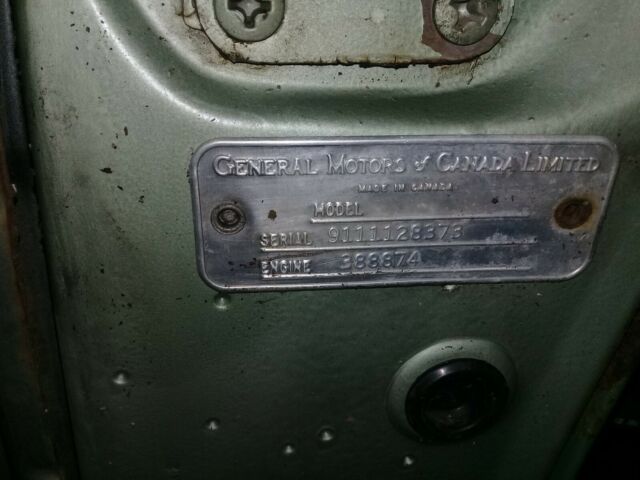 GENERAL MOTORS of CANADA LIMITED
MADE IN CANADA
MODEL
SERIAL 9111128373
ENGINE 388874